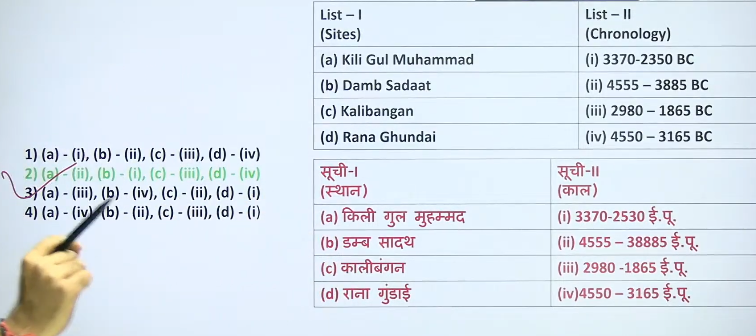 List – I
(Sites)
List – II
(Chronology)
(a) Kili Gul Muhammad
(i) 3370-2350 BC
(b) Damb Sadaat
(ii) 4555 – 3885 BC
(c) Kalibangan
(iii) 2980 – 1865 BC
(d) Rana Ghundai
(iv) 4550 – 3165 BC
1) (a) - (i), (b) - (ii), (c) - (iii), (d) - (iv)
2) (a) - (ii), (b) - (i), (c) - (iii), (d) - (iv)
3) (a) - (iii), (b) - (iv), (c) - (ii), (d) - (i)
4) (a) - (iv), (b) - (ii), (c) - (iii), (d) - (i)
सूची-I
(स्थान)
सूची-II
(काल)
(a) किली गुल मुहम्मद
(i) 3370-2530 ई.पू.
(b) डम्ब सादथ
(ii) 4555 – 38885 ई.पू.
(c) कालीबंगन
(iii) 2980 -1865 ई.पू.
(d) राना गुंडाई
(iv)4550 – 3165 ई.पू.